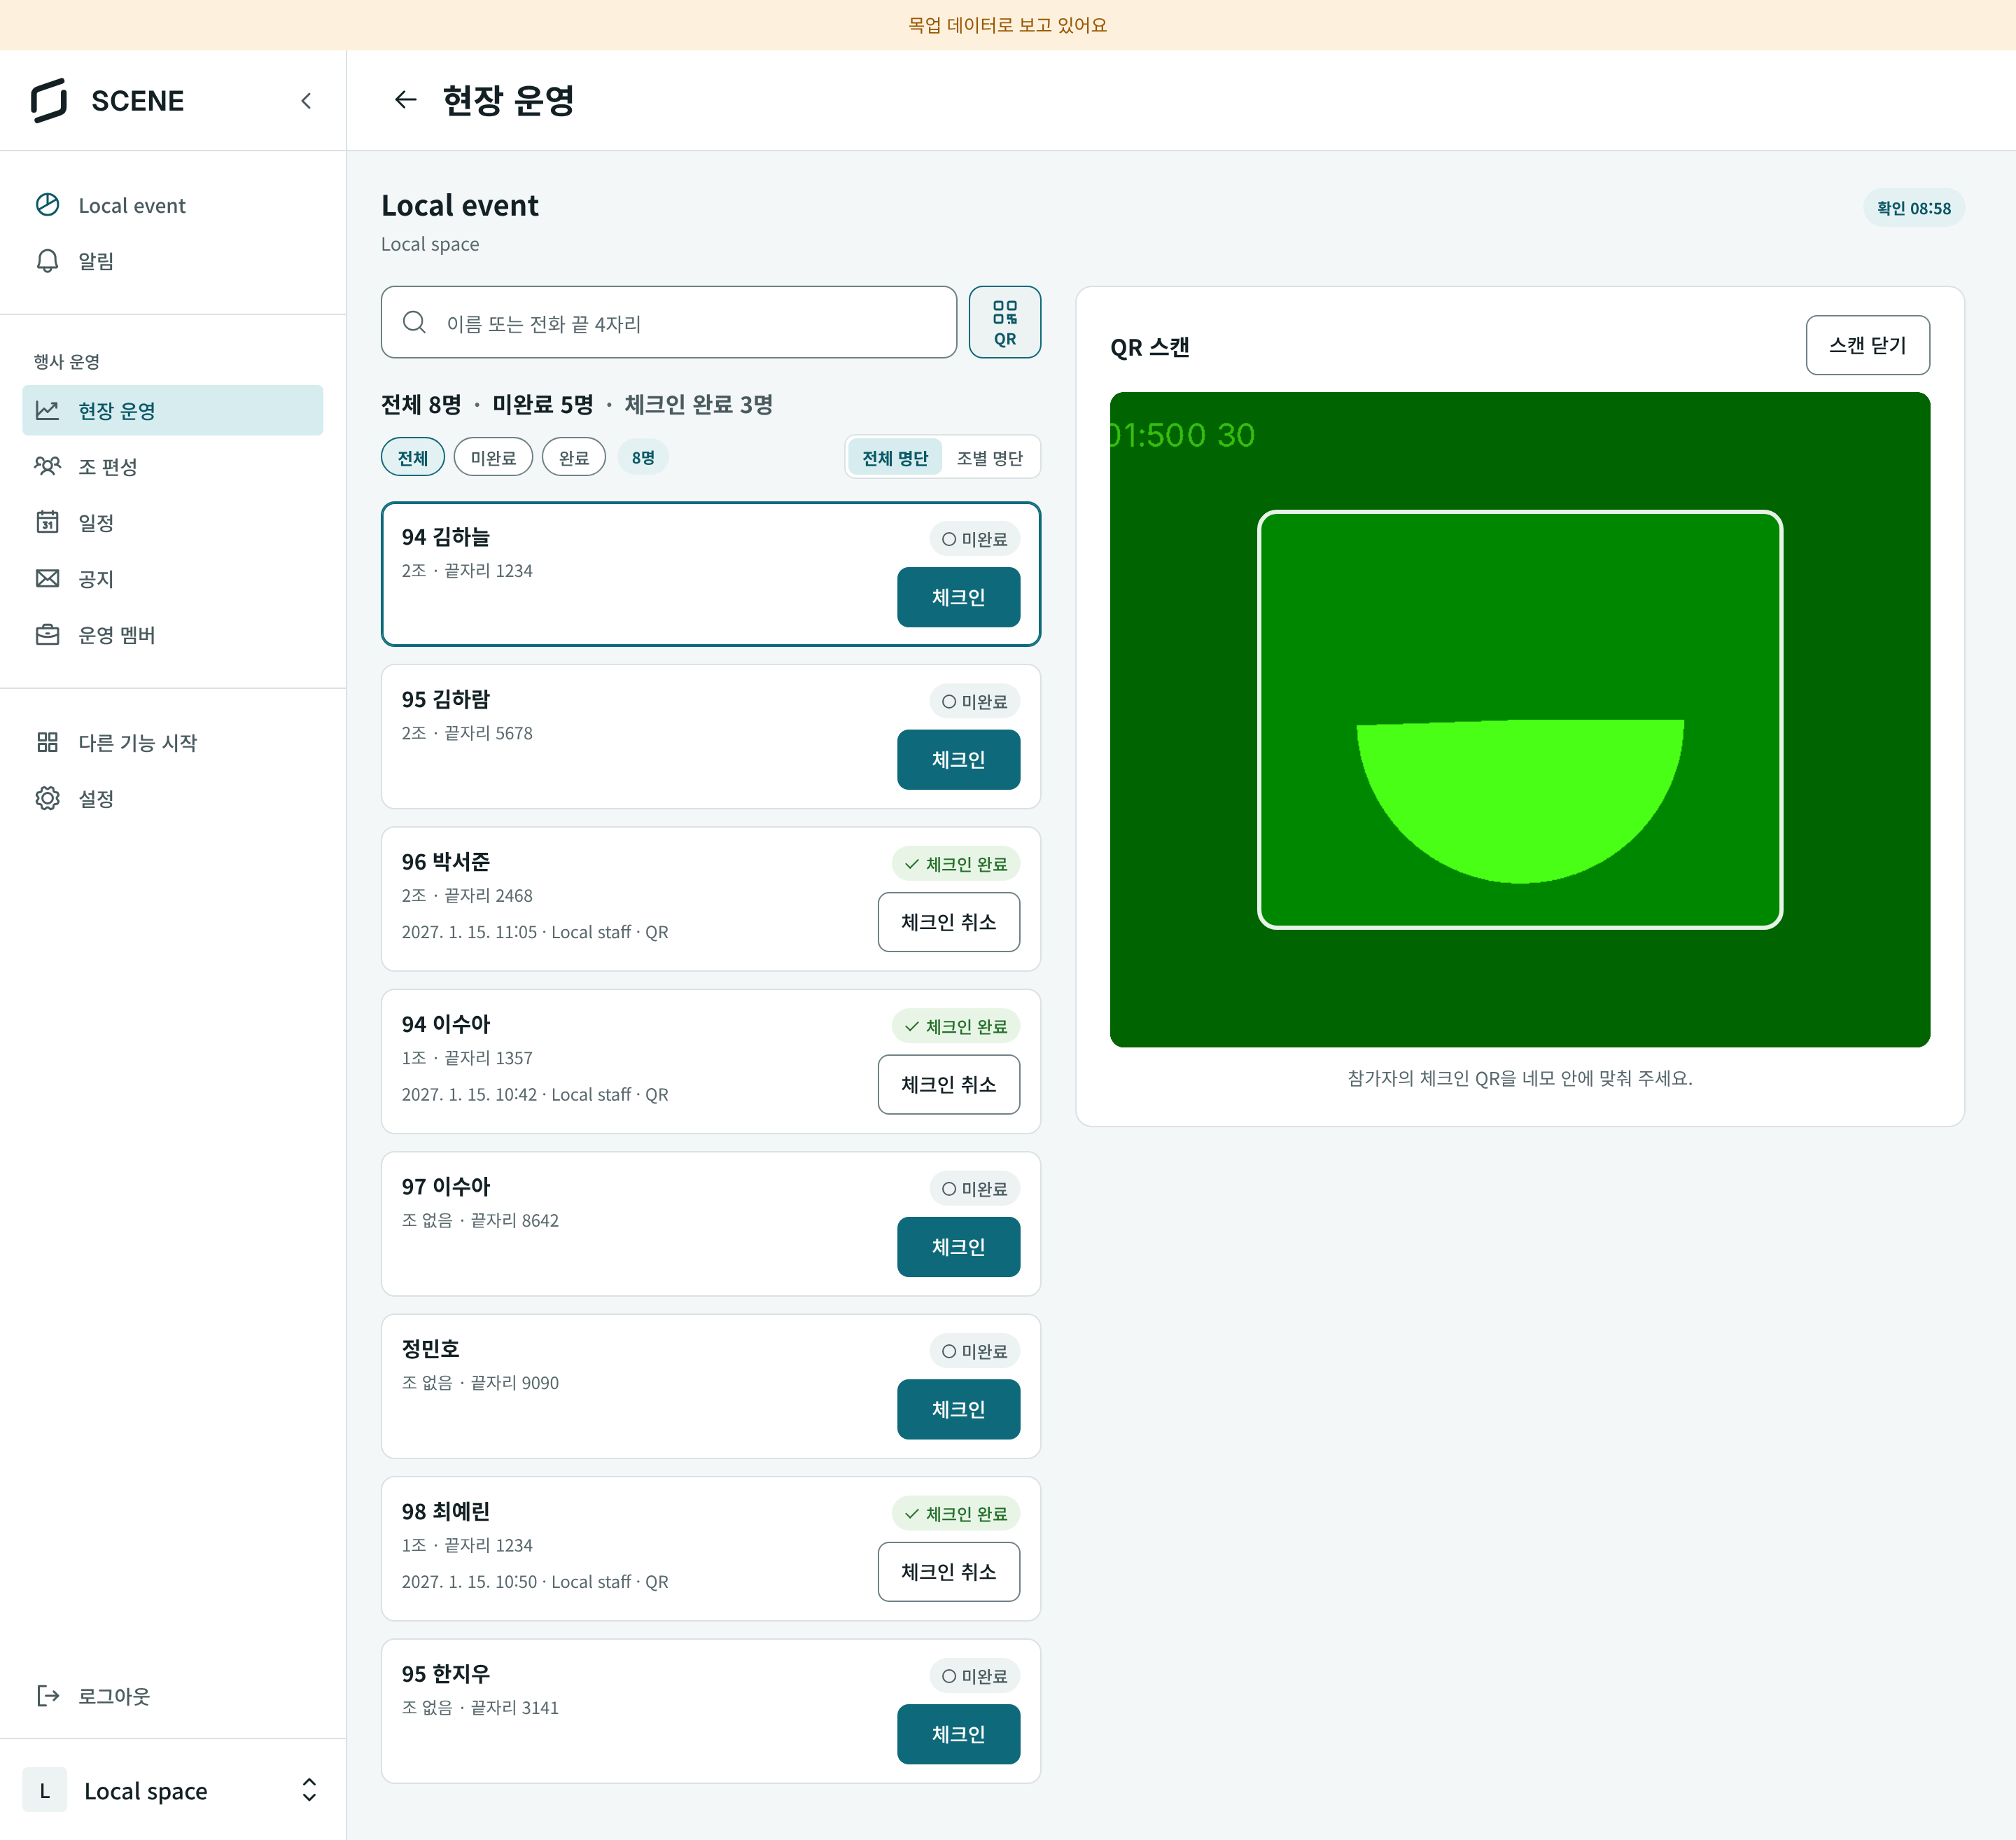 목업 데이터로 보고 있어요
SCENE
현장 운영
Local event
알림
행사 운영
현장 운영
조 편성
일정
공지
운영 멤버
다른 기능 시작
설정
로그아웃
L Local space
Local event
Local space
확인 08:58
이름 또는 전화 끝 4자리
QR
전체 8명 · 미완료 5명 · 체크인 완료 3명
전체 미완료 완료 8명
전체 명단 조별 명단
94 김하늘
미완료
2조 · 끝자리 1234
체크인
95 김하람
미완료
2조 · 끝자리 5678
체크인
96 박서준
체크인 완료
2조 · 끝자리 2468
2027. 1. 15. 11:05 · Local staff · QR
체크인 취소
94 이수아
체크인 완료
1조 · 끝자리 1357
2027. 1. 15. 10:42 · Local staff · QR
체크인 취소
97 이수아
미완료
조 없음 · 끝자리 8642
체크인
정민호
미완료
조 없음 · 끝자리 9090
체크인
98 최예린
체크인 완료
1조 · 끝자리 1234
2027. 1. 15. 10:50 · Local staff · QR
체크인 취소
95 한지우
미완료
조 없음 · 끝자리 3141
체크인
QR 스캔
스캔 닫기
01:500 30
참가자의 체크인 QR을 네모 안에 맞춰 주세요.